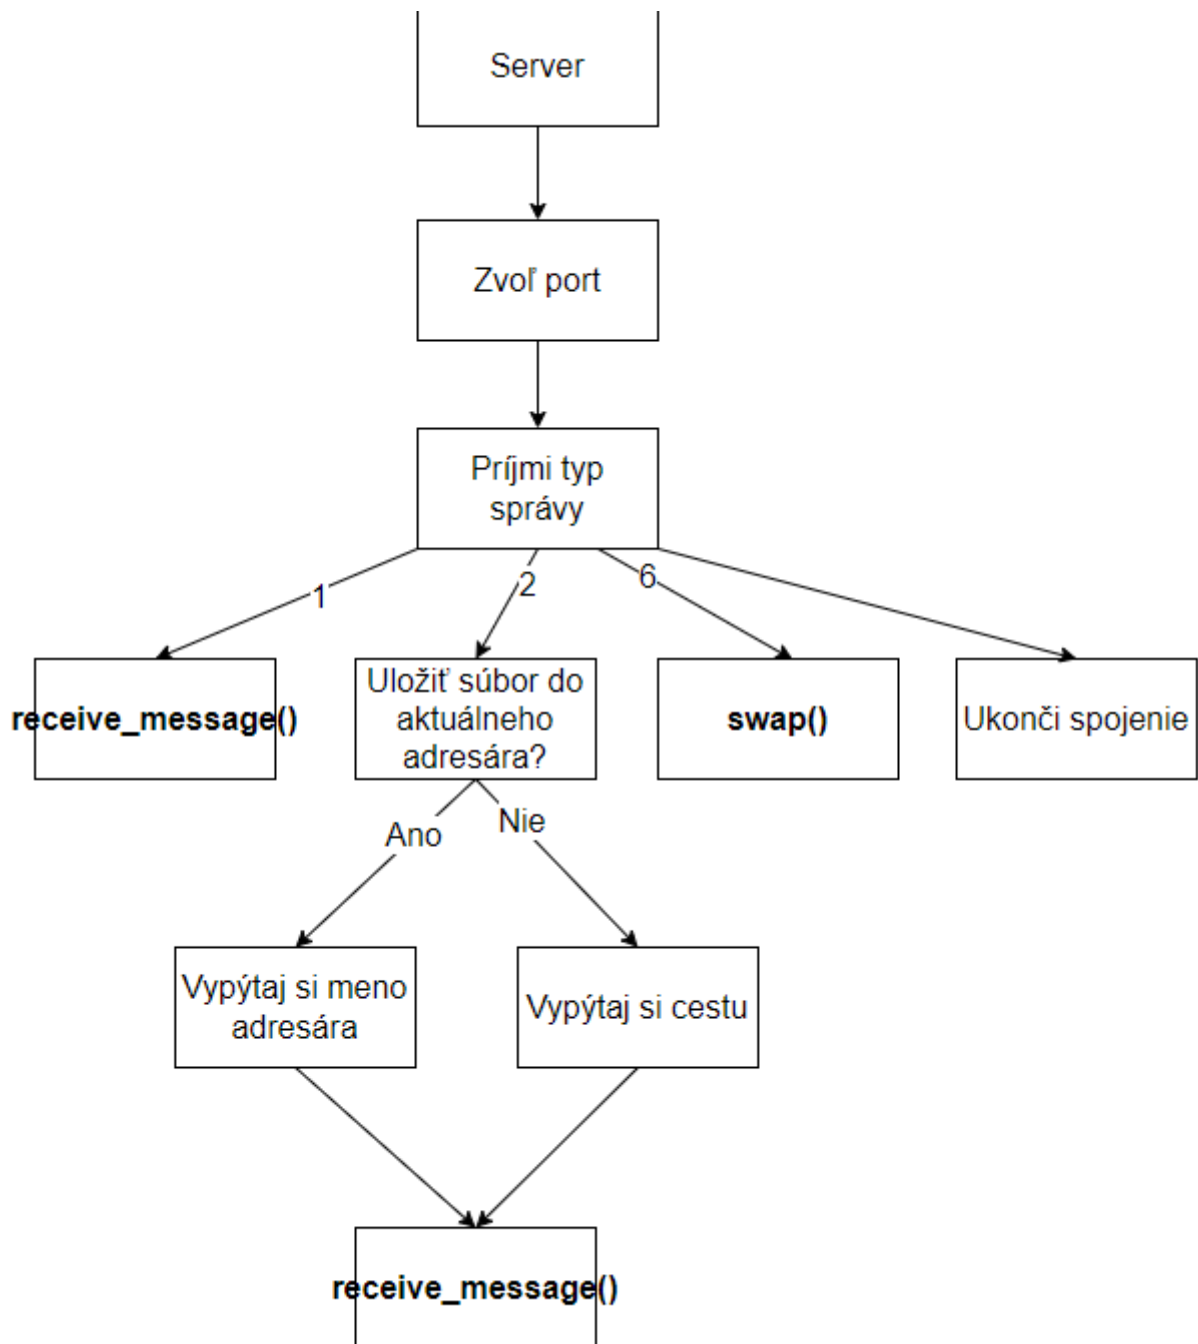 Server
Zvoľ port
Príjmi typ
správy
1
2
6
receive_message()
Uložiť súbor do
aktuálneho
adresára?
swap()
Ukonči spojenie
Ano
Nie
Vypýtaj si meno
adresára
Vypýtaj si cestu
receive_message()